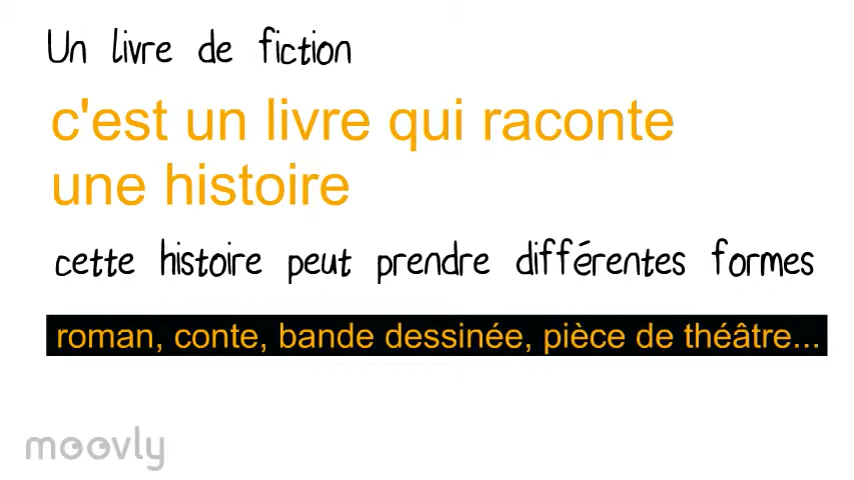 Un livre de fiction
c'est un livre qui raconte
une histoire
cette histoire peut prendre différentes formes
roman, conte, bande dessinée, pièce de théâtre...
moovly